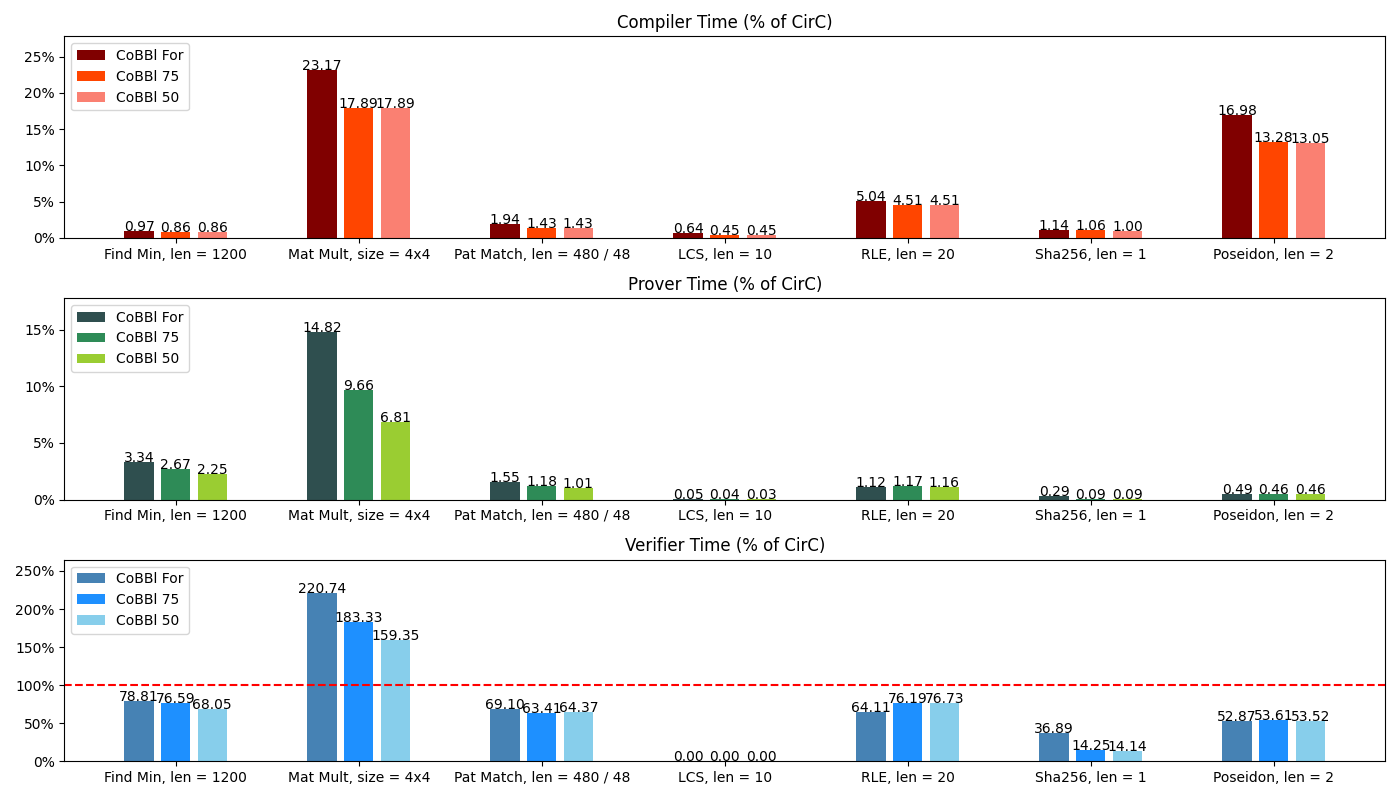 Compiler Time (% of CirC)
25%
20%
15%
10%
5%
0%
CoBBl For
CoBBl 75
CoBBl 50
0.97 0.86 0.86
23.17 17.89 17.89
1.94 1.43 1.43
0.64 0.45 0.45
5.04 4.51 4.51
1.14 1.06 1.00
16.98 13.28 13.05
Find Min, len = 1200 Mat Mult, size = 4x4 Pat Match, len = 480 / 48 LCS, len = 10 RLE, len = 20 Sha256, len = 1 Poseidon, len = 2
Prover Time (% of CirC)
15%
10%
5%
0%
CoBBl For
CoBBl 75
CoBBl 50
3.34 2.67 2.25
14.82 9.66 6.81
1.55 1.18 1.01
0.05 0.04 0.03
1.12 1.17 1.16
0.29 0.09 0.09
0.49 0.46 0.46
Find Min, len = 1200 Mat Mult, size = 4x4 Pat Match, len = 480 / 48 LCS, len = 10 RLE, len = 20 Sha256, len = 1 Poseidon, len = 2
Verifier Time (% of CirC)
250%
200%
150%
100%
50%
0%
CoBBl For
CoBBl 75
CoBBl 50
78.81 76.59 68.05
220.74 183.33 159.35
69.10 63.41 64.37
0.00 0.00 0.00
64.11 76.19 76.73
36.89 14.25 14.14
52.87 53.61 53.52
Find Min, len = 1200 Mat Mult, size = 4x4 Pat Match, len = 480 / 48 LCS, len = 10 RLE, len = 20 Sha256, len = 1 Poseidon, len = 2